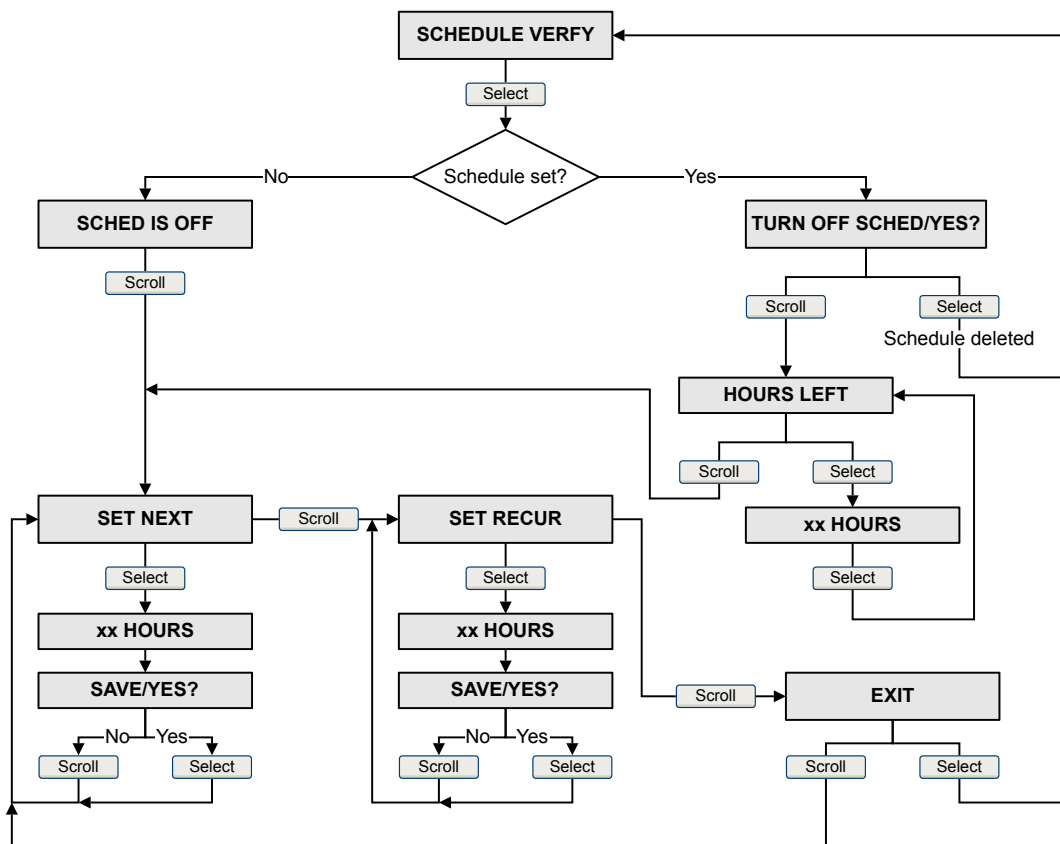 SCHEDULE VERFY
Select
Schedule set?
No
Yes
SCHED IS OFF
TURN OFF SCHED/YES?
Scroll
Scroll
Select
Schedule deleted
HOURS LEFT
Scroll
Select
SET NEXT
Scroll
SET RECUR
xx HOURS
Select
Select
Select
xx HOURS
xx HOURS
SAVE/YES?
SAVE/YES?
Scroll
EXIT
No
Yes
No
Yes
Scroll
Select
Scroll
Select
Scroll
Select